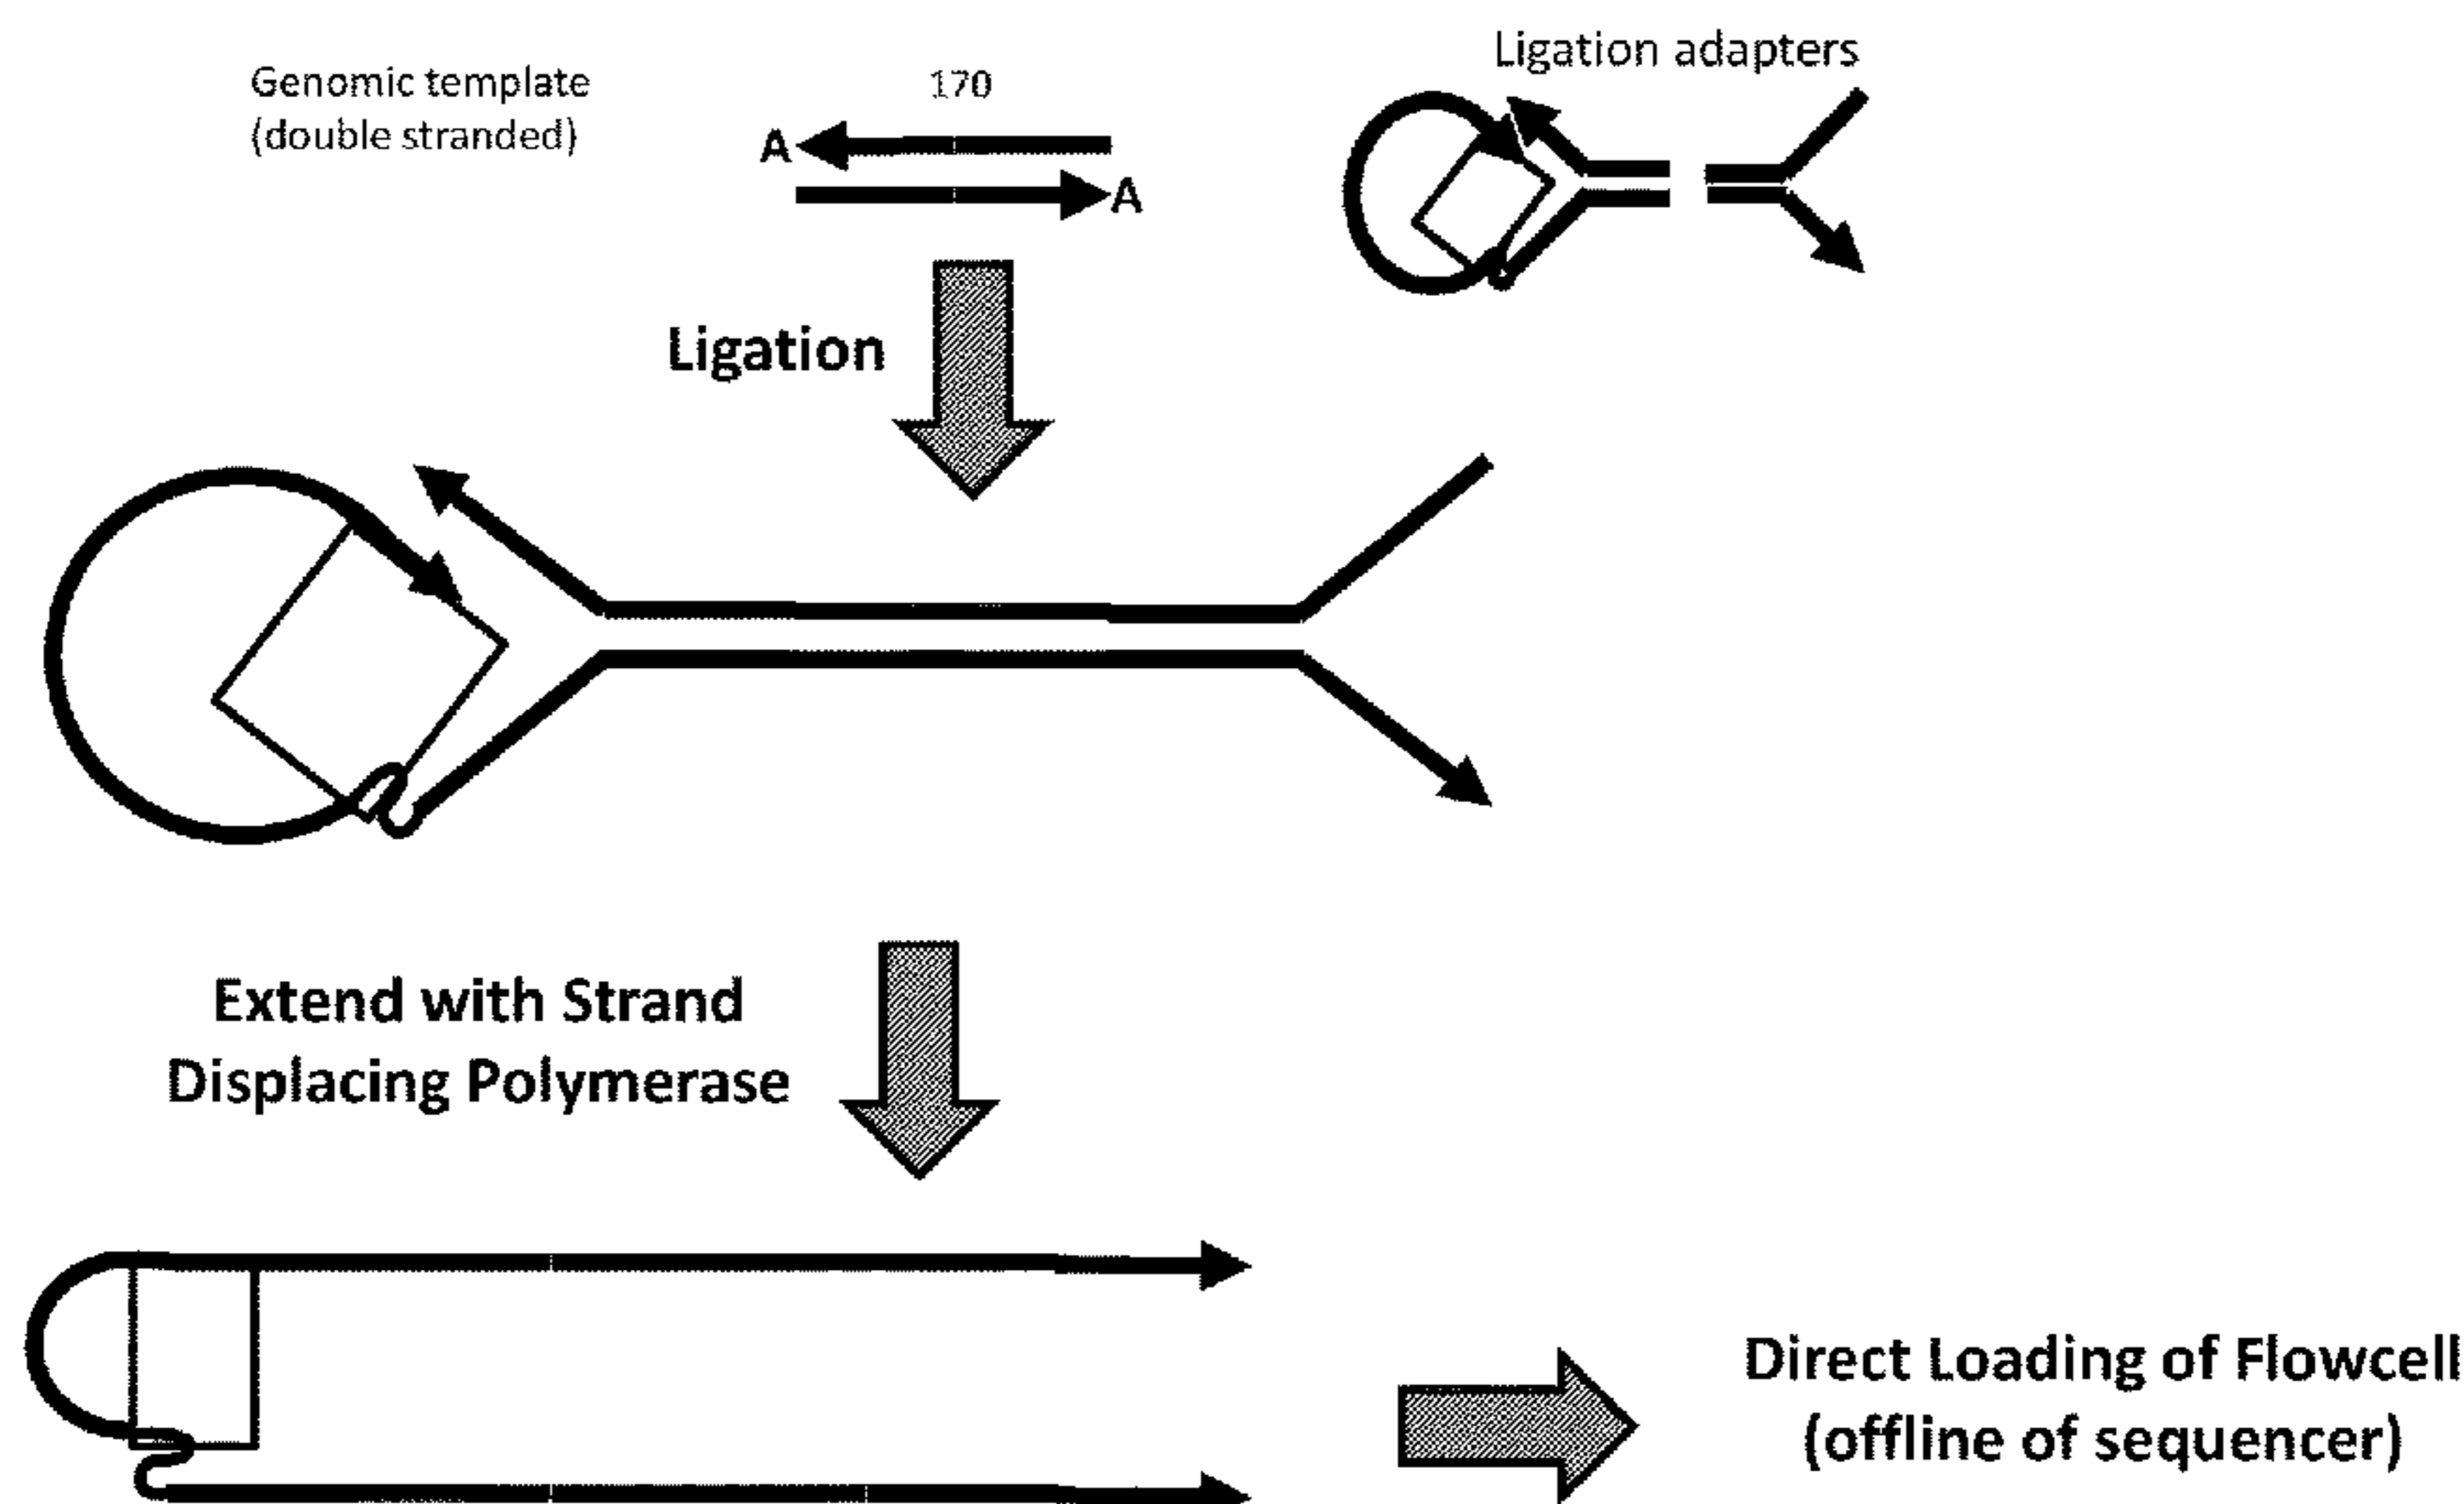 Genomic template
(double stranded)
170
Ligation adapters
A
A
Ligation
Extend with Strand
Displacing Polymerase
Direct Loading of Flowcell
(offline of sequencer)